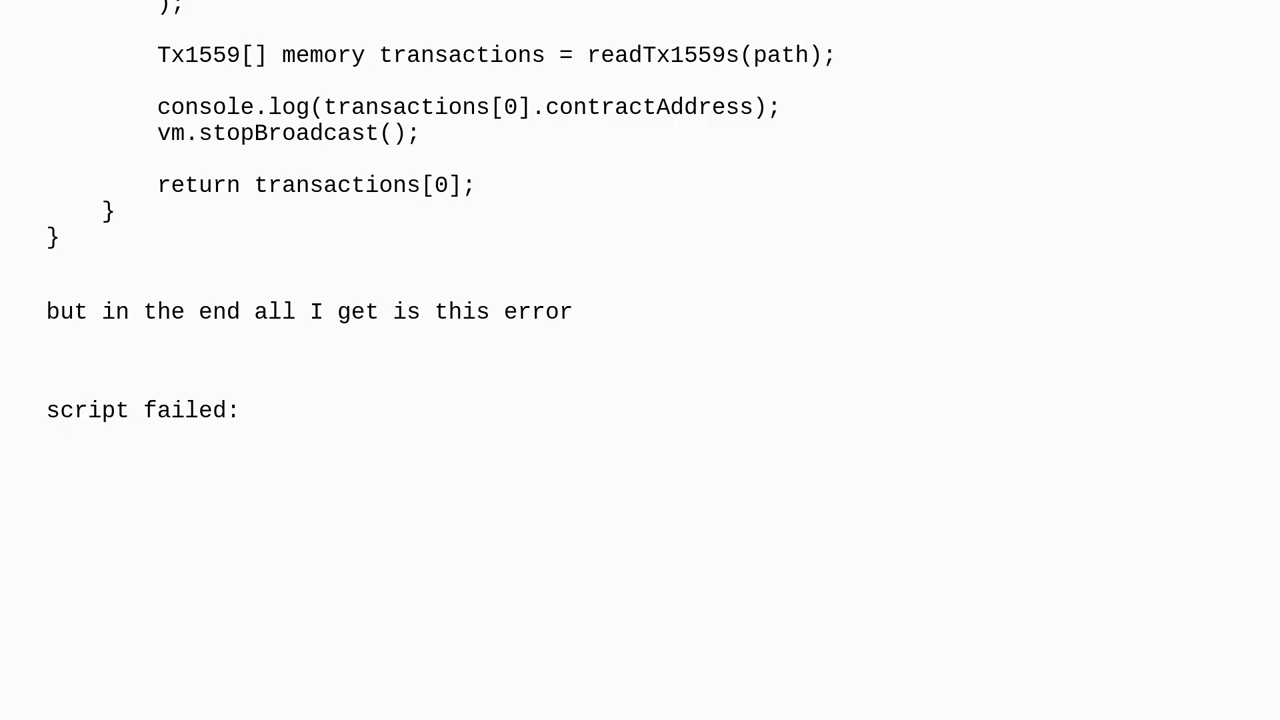 );
Tx1559[] memory transactions = readTx1559s(path);
console.log(transactions[0].contractAddress);
vm.stopBroadcast();
return transactions[0];
}
}
but in the end all I get is this error
script failed: